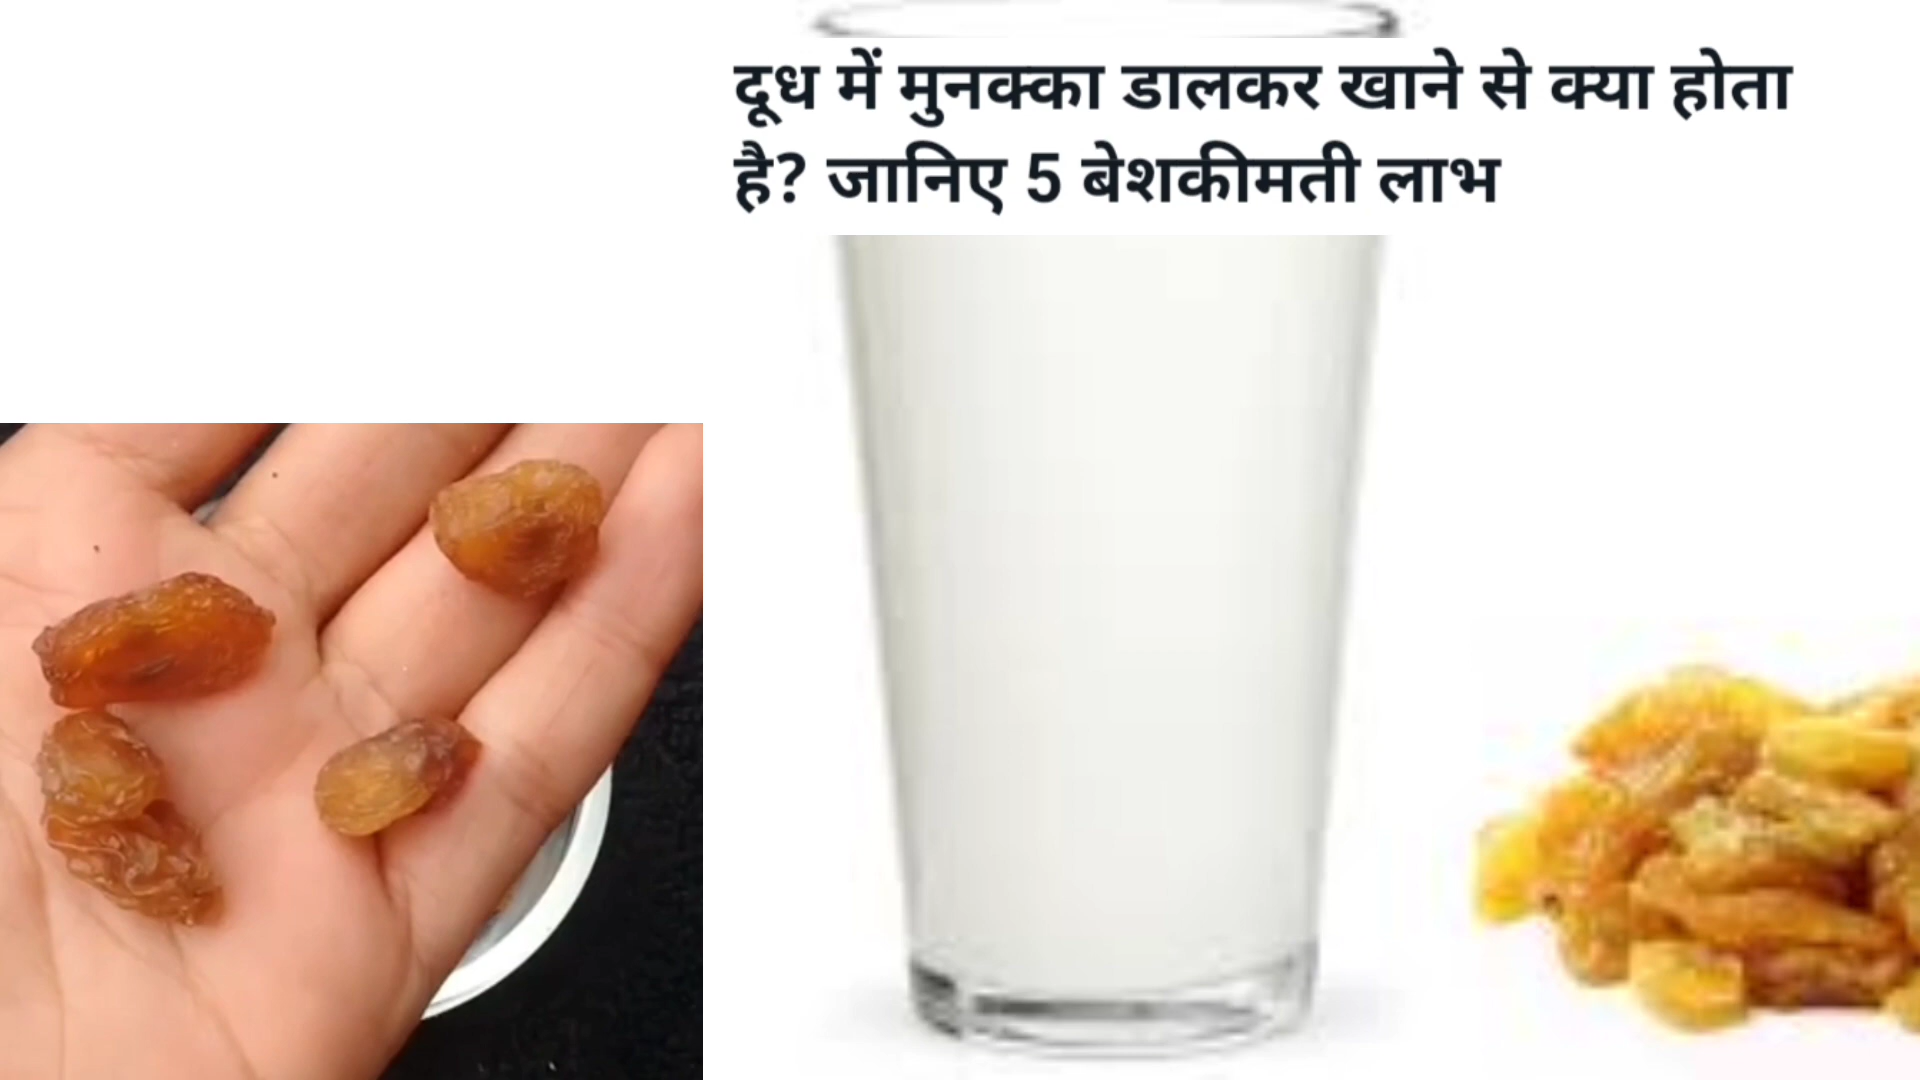 दूध में मुनक्का डालकर खाने से क्या होता
है? जानिए 5 बेशकीमती लाभ